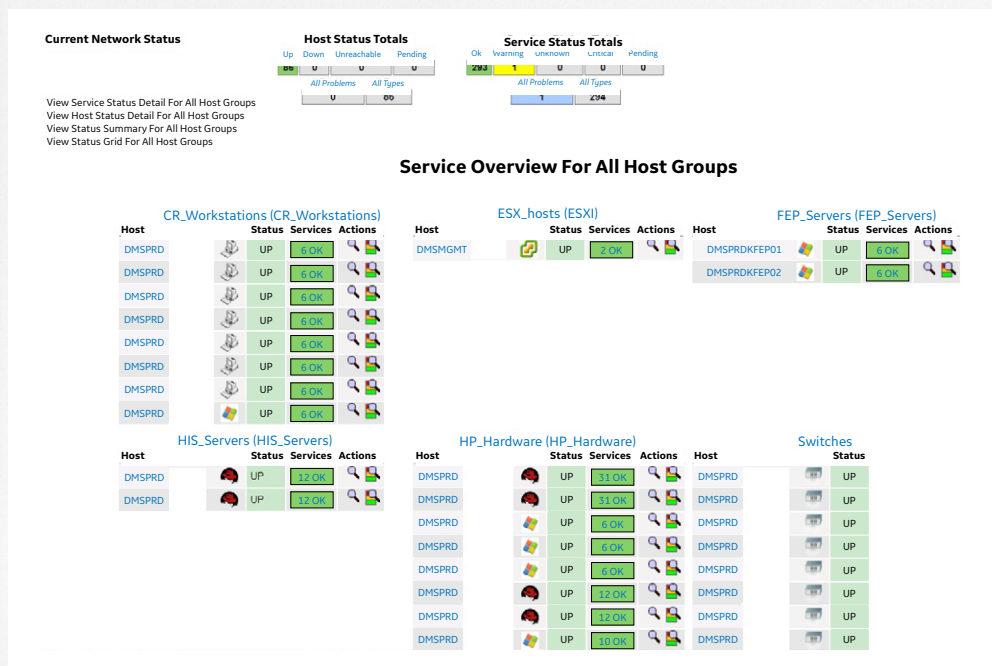 Current Network Status
Host Status Totals
Up Down Unreachable Pending
86 0 0 0
All Problems All Types
0 86
Service Status Totals
Ok Warning Unknown Critical Pending
293 1 0 0 0
All Problems All Types
1 294
View Service Status Detail For All Host Groups
View Host Status Detail For All Host Groups
View Status Summary For All Host Groups
View Status Grid For All Host Groups
Service Overview For All Host Groups
CR_Workstations (CR_Workstations)
Host Status Services Actions
DMSPRD UP 6 OK
DMSPRD UP 6 OK
DMSPRD UP 6 OK
DMSPRD UP 6 OK
DMSPRD UP 6 OK
DMSPRD UP 6 OK
DMSPRD UP 6 OK
DMSPRD UP 6 OK
ESX_hosts (ESXI)
Host Status Services Actions
DMSMGMT UP 2 OK
FEP_Servers (FEP_Servers)
Host Status Services Actions
DMSPRDKFEP01 UP 6 OK
DMSPRDKFEP02 UP 6 OK
HIS_Servers (HIS_Servers)
Host Status Services Actions
DMSPRD UP 12 OK
DMSPRD UP 12 OK
HP_Hardware (HP_Hardware)
Host Status Services Actions
DMSPRD UP 31 OK
DMSPRD UP 31 OK
DMSPRD UP 6 OK
DMSPRD UP 6 OK
DMSPRD UP 6 OK
DMSPRD UP 12 OK
DMSPRD UP 12 OK
DMSPRD UP 10 OK
Switches
Host Status
DMSPRD UP
DMSPRD UP
DMSPRD UP
DMSPRD UP
DMSPRD UP
DMSPRD UP
DMSPRD UP
DMSPRD UP